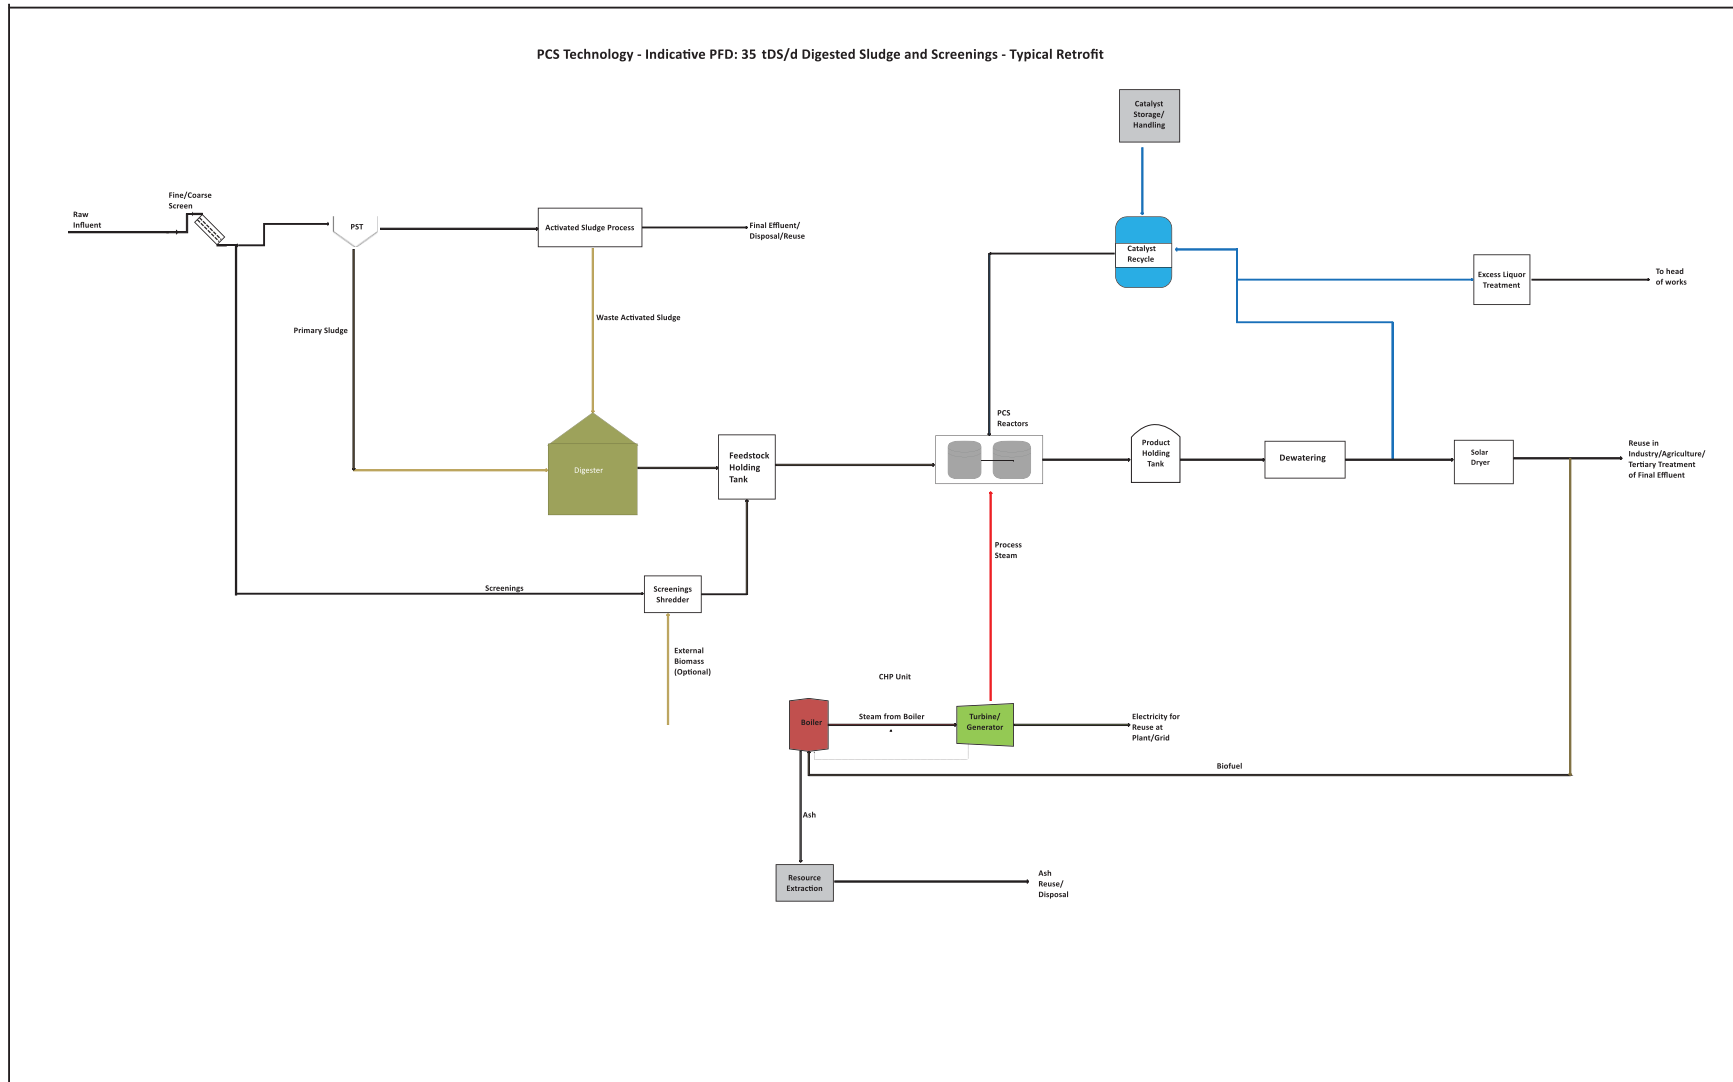 PCS Technology - Indicative PFD: 35 tDS/d Digested Sludge and Screenings - Typical Retrofit
Catalyst
Storage/
Handling
Fine/Coarse
Screen
Raw
Influent
PST
Activated Sludge Process
Final Effluent/
Disposal/Reuse
Catalyst
Recycle
Excess Liquor
Treatment
To head
of works
Primary Sludge
Waste Activated Sludge
PCS
Reactors
Digester
Feedstock
Holding
Tank
Product
Holding
Tank
Dewatering
Solar
Dryer
Reuse in
Industry/Agriculture/
Tertiary Treatment
of Final Effluent
Process
Steam
Screenings
Screenings
Shredder
External
Biomass
(Optional)
CHP Unit
Boiler
Steam from Boiler
Turbine/
Generator
Electricity for
Reuse at
Plant/Grid
Biofuel
Ash
Resource
Extraction
Ash
Reuse/
Disposal